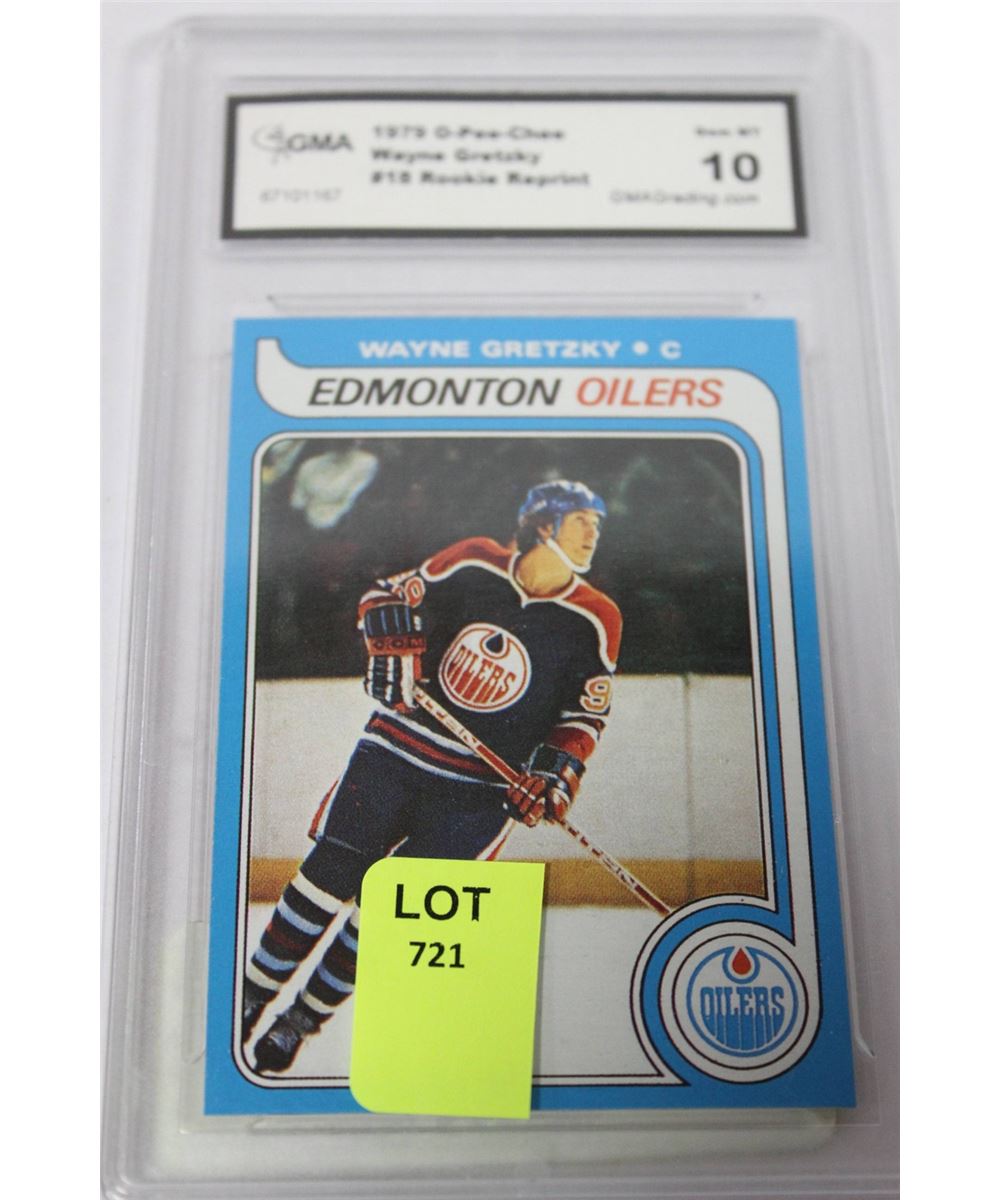 GMA
1979 O-Pee-Chee
Wayne Gretzky
#18 Rookie Reprint
Gem MT
10
67101167
GMAGrading.com
WAYNE GRETZKY • C
EDMONTON OILERS
OILERS
9
LOT
721
OILERS